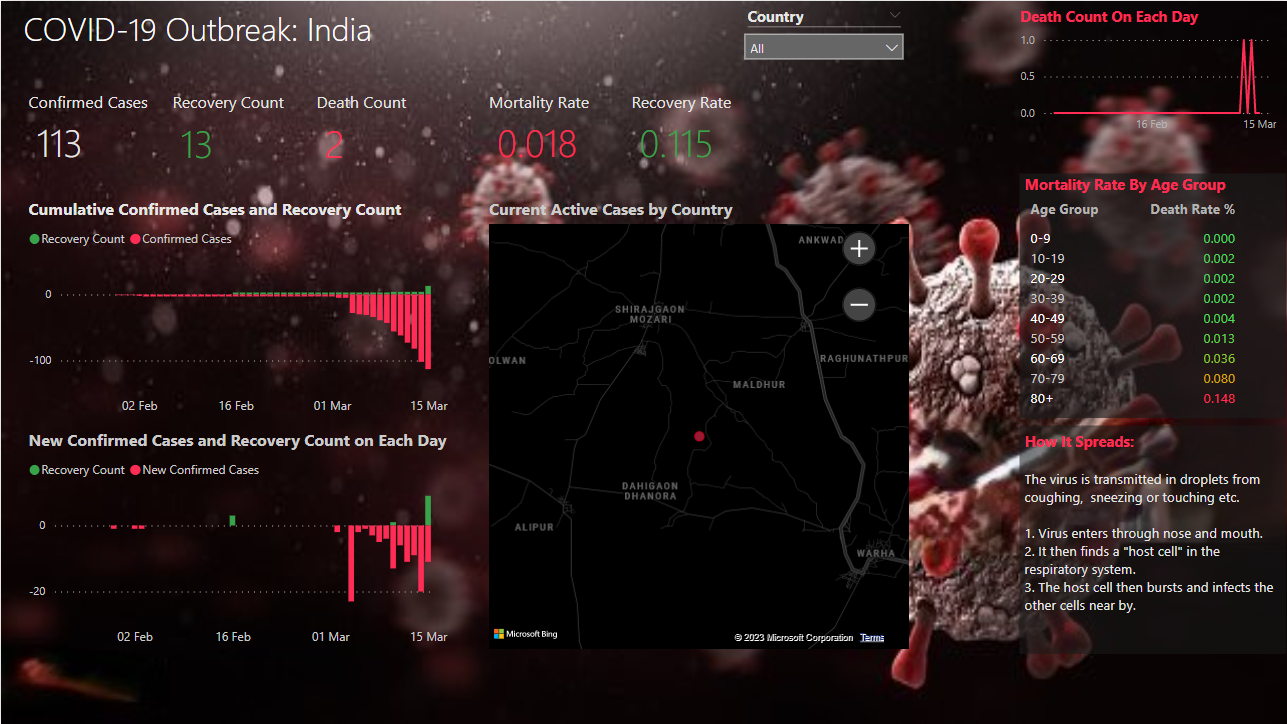 COVID-19 Outbreak: India
Country
All
Confirmed Cases
113
Recovery Count
13
Death Count
2
Mortality Rate
0.018
Recovery Rate
0.115
Death Count On Each Day
1.0
0.5
0.0
16 Feb
15 Mar
Cumulative Confirmed Cases and Recovery Count
Recovery Count Confirmed Cases
0
-100
02 Feb
16 Feb
01 Mar
15 Mar
New Confirmed Cases and Recovery Count on Each Day
Recovery Count New Confirmed Cases
0
-20
02 Feb
16 Feb
01 Mar
15 Mar
Current Active Cases by Country
ANKWAD
SHIRAJGAON
MOZARI
OLWAN
RAGHUNATHPUR
MALDHUR
DAHIGAON
DHANORA
ALIPUR
WARHA
Microsoft Bing
© 2023 Microsoft Corporation Terms
Mortality Rate By Age Group
Age Group Death Rate %
0-9 0.000
10-19 0.002
20-29 0.002
30-39 0.002
40-49 0.004
50-59 0.013
60-69 0.036
70-79 0.080
80+ 0.148
How It Spreads:
The virus is transmitted in droplets from
coughing, sneezing or touching etc.
1. Virus enters through nose and mouth.
2. It then finds a "host cell" in the
respiratory system.
3. The host cell then bursts and infects the
other cells near by.